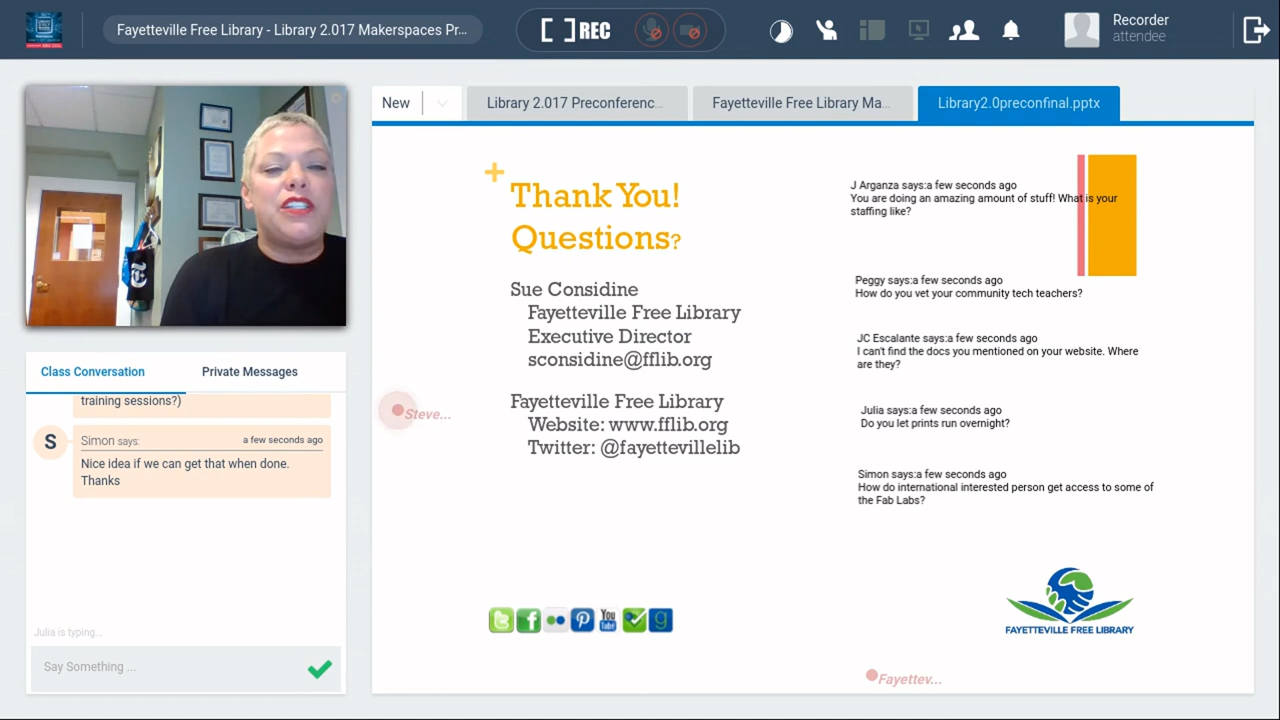 Fayetteville Free Library - Library 2.017 Makerspaces Pr...
[ ] REC
Recorder
attendee
New
Library 2.017 Preconferenc...
Fayetteville Free Library Ma...
Library2.0preconfinal.pptx
Class Conversation
Private Messages
training sessions?)
S
Simon says:
a few seconds ago
Nice idea if we can get that when done.
Thanks
Julia is typing...
Say Something ...
Thank You!
Questions?
Sue Considine
Fayetteville Free Library
Executive Director
sconsidine@fflib.org
Fayetteville Free Library
Website: www.fflib.org
Twitter: @fayettevillelib
Steve...
J Arganza says:a few seconds ago
You are doing an amazing amount of stuff! What is your
staffing like?
Peggy says:a few seconds ago
How do you vet your community tech teachers?
JC Escalante says:a few seconds ago
I can't find the docs you mentioned on your website. Where
are they?
Julia says:a few seconds ago
Do you let prints run overnight?
Simon says:a few seconds ago
How do international interested person get access to some of
the Fab Labs?
You
Tube
FAYETTEVILLE FREE LIBRARY
Fayettev...